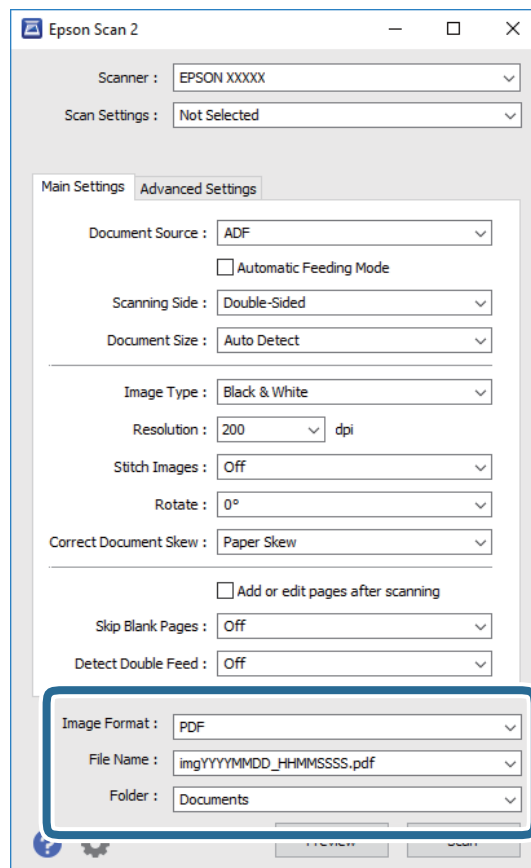 Epson Scan 2
Scanner : EPSON XXXXX
Scan Settings : Not Selected
Main Settings Advanced Settings
Document Source : ADF
Automatic Feeding Mode
Scanning Side : Double-Sided
Document Size : Auto Detect
Image Type : Black & White
Resolution : 200 dpi
Stitch Images : Off
Rotate : 0°
Correct Document Skew : Paper Skew
Add or edit pages after scanning
Skip Blank Pages : Off
Detect Double Feed : Off
Image Format : PDF
File Name : imgYYYYMMDD_HHMMSSSS.pdf
Folder : Documents
? Preview Scan